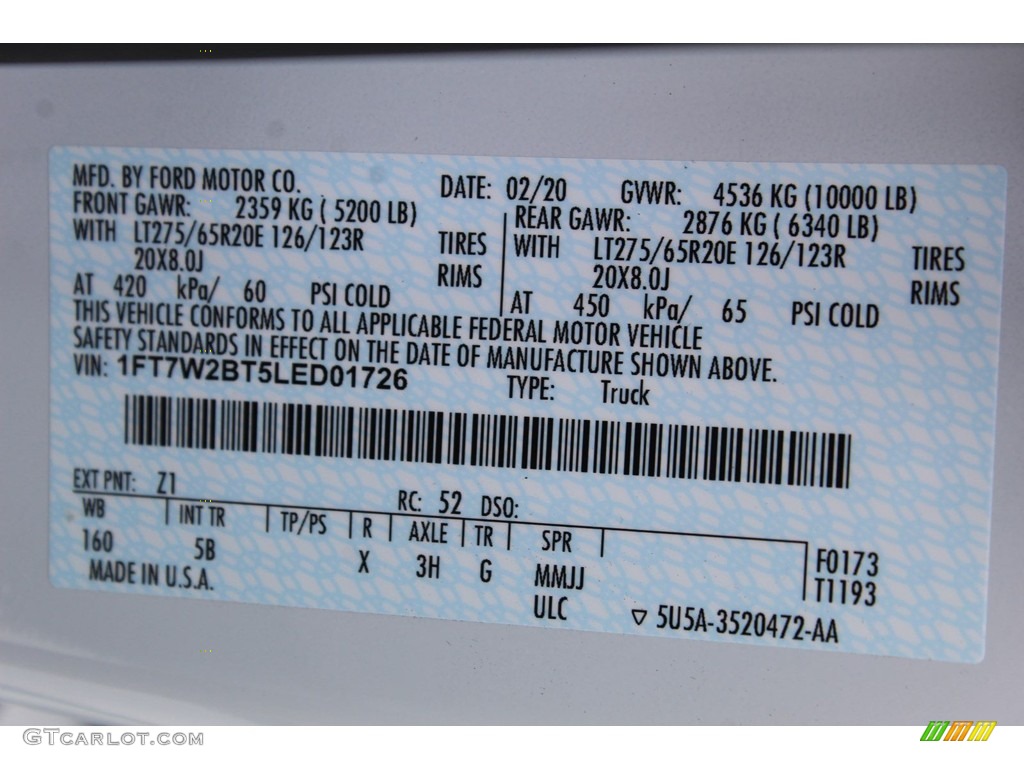 MFD. BY FORD MOTOR CO. DATE: 02/20 GVWR: 4536 KG (10000 LB)
FRONT GAWR: 2359 KG ( 5200 LB) REAR GAWR: 2876 KG ( 6340 LB)
WITH LT275/65R20E 126/123R TIRES WITH LT275/65R20E 126/123R TIRES
20X8.0J RIMS 20X8.0J RIMS
AT 420 kPa/ 60 PSI COLD AT 450 kPa/ 65 PSI COLD
THIS VEHICLE CONFORMS TO ALL APPLICABLE FEDERAL MOTOR VEHICLE
SAFETY STANDARDS IN EFFECT ON THE DATE OF MANUFACTURE SHOWN ABOVE.
VIN: 1FT7W2BT5LED01726 TYPE: Truck
EXT PNT: Z1 RC: 52 DSO:
WB INT TR TP/PS R AXLE TR SPR
160 5B X 3H G MMJJ F0173
MADE IN U.S.A. ULC T1193
▽ 5U5A-3520472-AA
GTCarLot.com